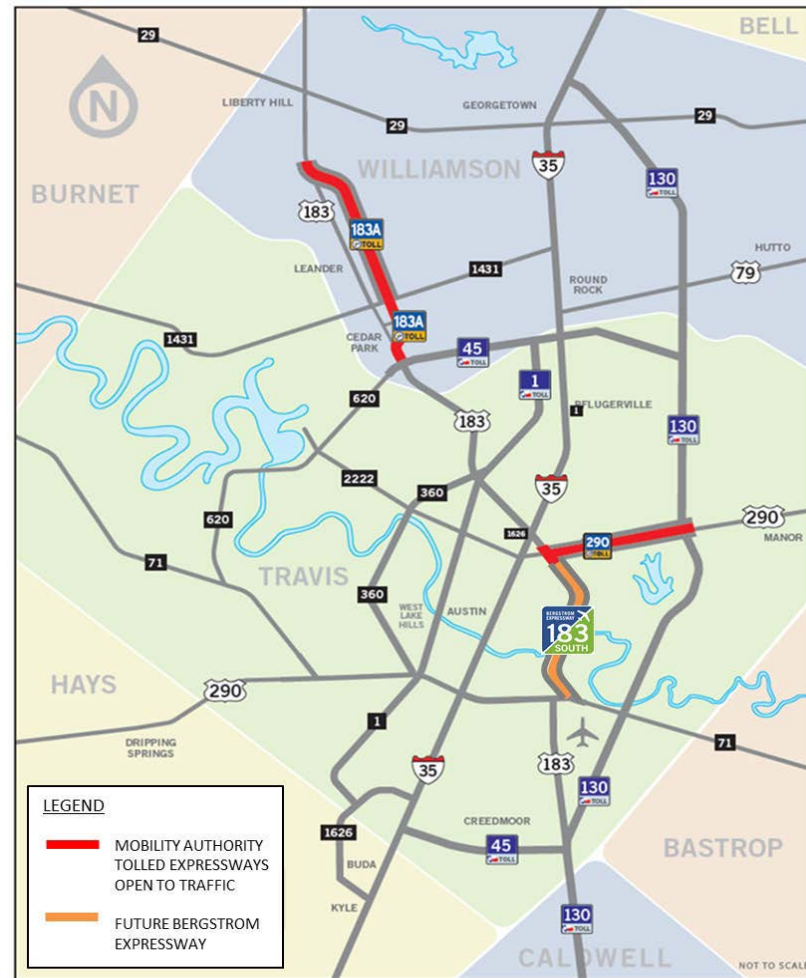 BELL
29
N
LIBERTY HILL
GEORGETOWN
29
29
35
WILLIAMSON
130
TOLL
BURNET
183
183A
TOLL
HUTTO
LEANDER
1431
79
ROUND
ROCK
183A
TOLL
1431
CEDAR
PARK
45
TOLL
1
TOLL
620
PFLUGERVILLE
1
183
130
TOLL
2222
360
35
620
1626
290
TOLL
290
MANOR
71
TRAVIS
360
WEST
LAKE
HILLS
AUSTIN
BERGSTROM
EXPRESSWAY
183
SOUTH
HAYS
290
1
DRIPPING
SPRINGS
71
183
35
130
TOLL
LEGEND
MOBILITY AUTHORITY
TOLLED EXPRESSWAYS
OPEN TO TRAFFIC
FUTURE BERGSTROM
EXPRESSWAY
1626
CREEDMOOR
45
TOLL
BUDA
KYLE
BASTROP
130
TOLL
CALDWELL
NOT TO SCALE